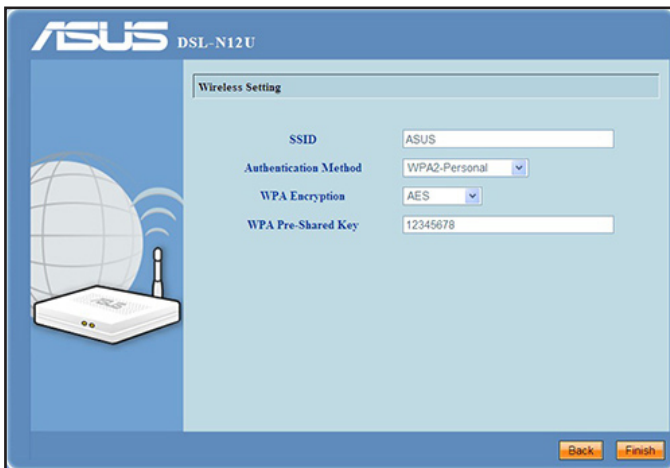 ASUS DSL-N12U
Wireless Setting
SSID ASUS
Authentication Method WPA2-Personal
WPA Encryption AES
WPA Pre-Shared Key 12345678
ASUS
Back Finish